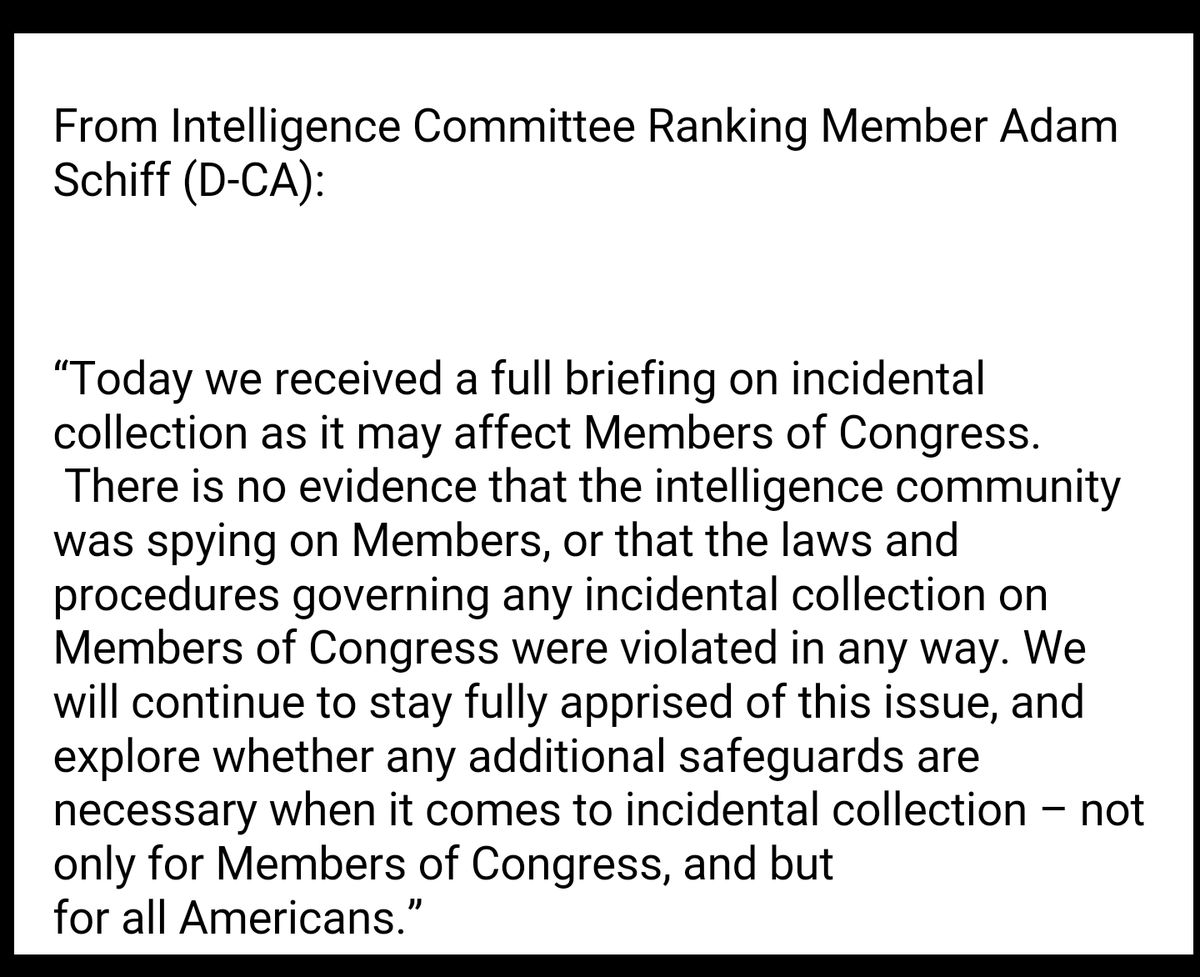 From Intelligence Committee Ranking Member Adam
Schiff (D-CA):
“Today we received a full briefing on incidental
collection as it may affect Members of Congress.
There is no evidence that the intelligence community
was spying on Members, or that the laws and
procedures governing any incidental collection on
Members of Congress were violated in any way. We
will continue to stay fully apprised of this issue, and
explore whether any additional safeguards are
necessary when it comes to incidental collection – not
only for Members of Congress, and but
for all Americans.”